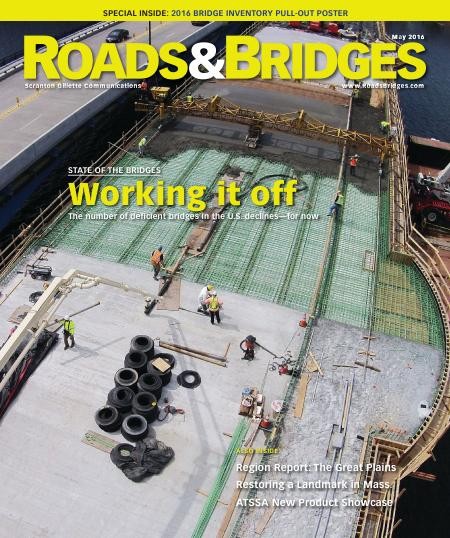 SPECIAL INSIDE: 2016 BRIDGE INVENTORY PULL-OUT POSTER
May 2016
ROADS&BRIDGES
Scranton Gillette Communications
www.RoadsBridges.com
STATE OF THE BRIDGES
Working it off
The number of deficient bridges in the U.S. declines—for now
ALSO INSIDE:
Region Report: The Great Plains
Restoring a Landmark in Mass.
ATSSA New Product Showcase